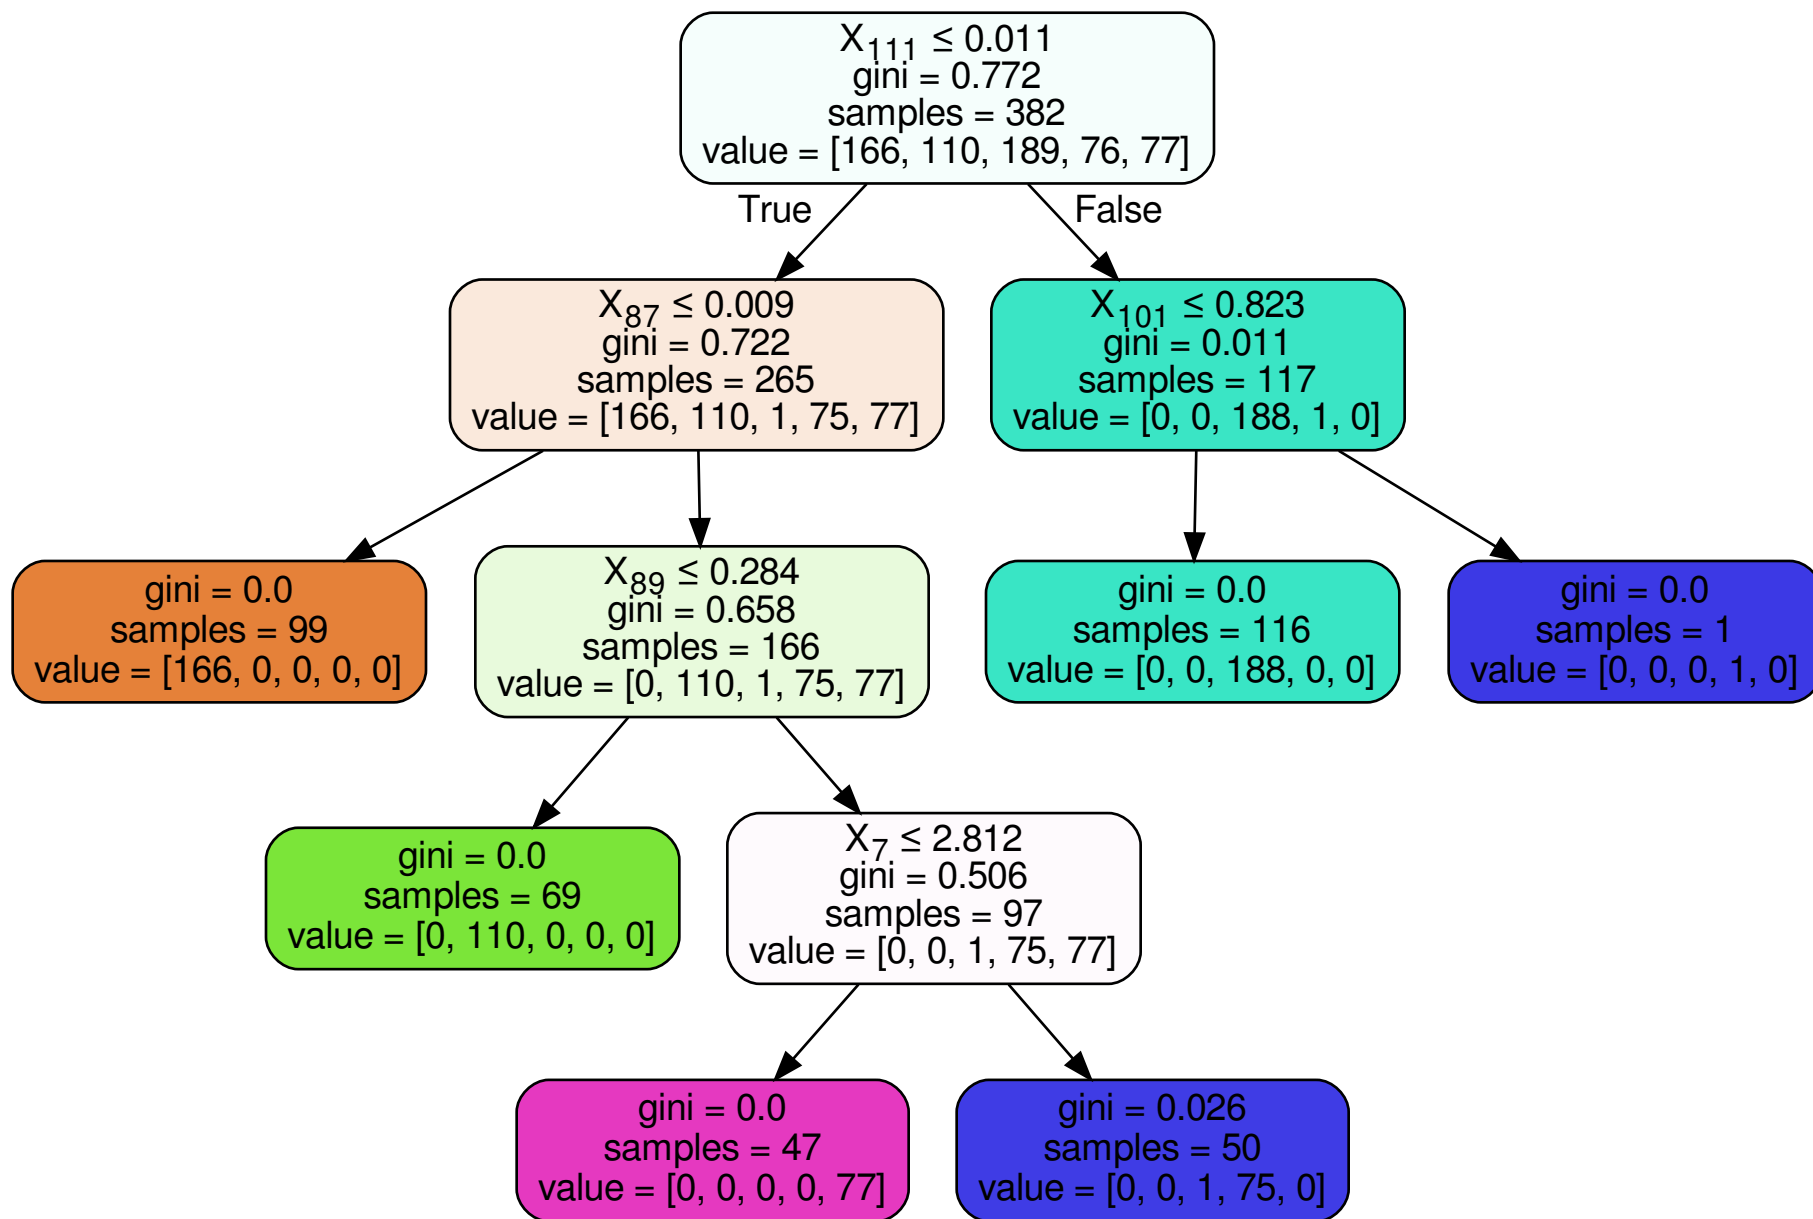 X111 ≤ 0.011
gini = 0.772
samples = 382
value = [166, 110, 189, 76, 77]
True
False
X87 ≤ 0.009
gini = 0.722
samples = 265
value = [166, 110, 1, 75, 77]
X101 ≤ 0.823
gini = 0.011
samples = 117
value = [0, 0, 188, 1, 0]
gini = 0.0
samples = 99
value = [166, 0, 0, 0, 0]
X89 ≤ 0.284
gini = 0.658
samples = 166
value = [0, 110, 1, 75, 77]
gini = 0.0
samples = 116
value = [0, 0, 188, 0, 0]
gini = 0.0
samples = 1
value = [0, 0, 0, 1, 0]
gini = 0.0
samples = 69
value = [0, 110, 0, 0, 0]
X7 ≤ 2.812
gini = 0.506
samples = 97
value = [0, 0, 1, 75, 77]
gini = 0.0
samples = 47
value = [0, 0, 0, 0, 77]
gini = 0.026
samples = 50
value = [0, 0, 1, 75, 0]